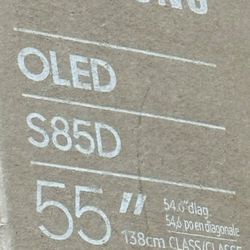 OLED
S85D
55"
54.6"diag
54,6 po en diagonale
138cm CLASS/CLASSE